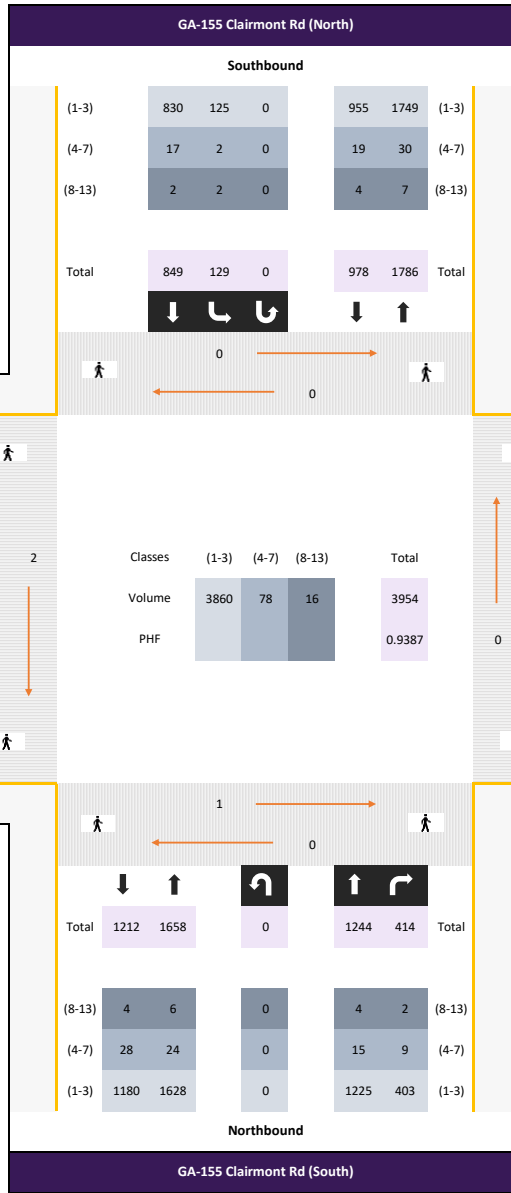 GA-155 Clairmont Rd (North)
Southbound
(1-3) 830 125 0 955 1749 (1-3)
(4-7) 17 2 0 19 30 (4-7)
(8-13) 2 2 0 4 7 (8-13)
Total 849 129 0 978 1786 Total
0
0
2
Classes (1-3) (4-7) (8-13) Total
Volume 3860 78 16 3954
PHF 0.9387
0
1
0
Total 1212 1658 0 1244 414 Total
(8-13) 4 6 0 4 2 (8-13)
(4-7) 28 24 0 15 9 (4-7)
(1-3) 1180 1628 0 1225 403 (1-3)
Northbound
GA-155 Clairmont Rd (South)